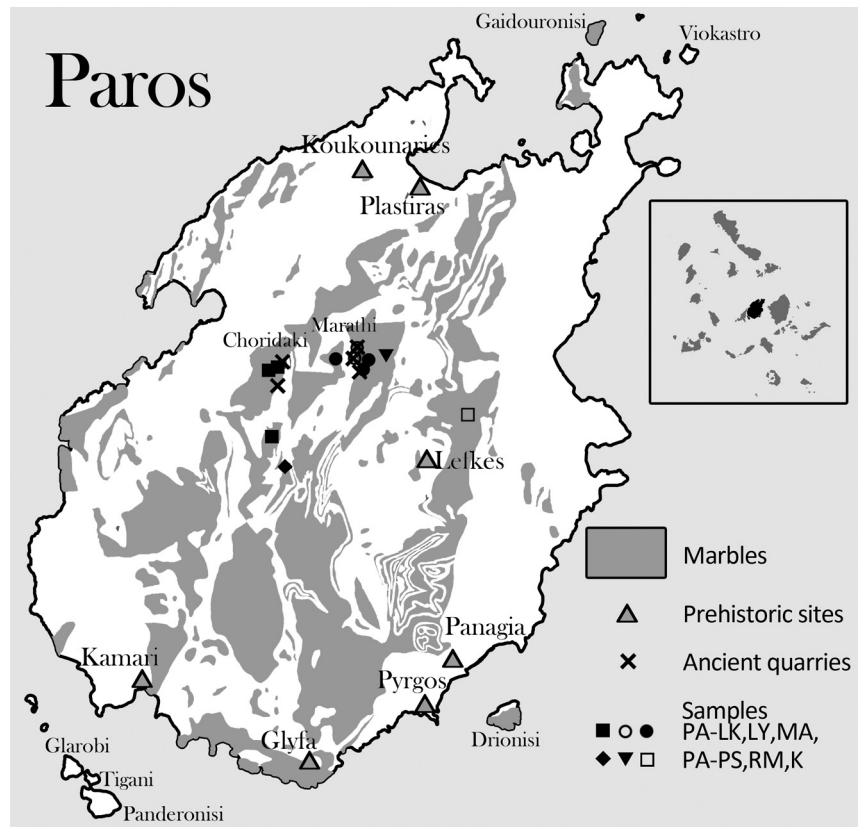 Gaidouronisi
Viokastro
Paros
Koukounaries
Plastiras
Choridaki
Marathi
Lefkes
Marbles
Prehistoric sites
Panagia
Kamari
Ancient quarries
Pyrgos
Samples
PA-LK,LY,MA,
Glyfa
Drionisi
Glarobi
PA-PS,RM,K
Tigani
Panderonisi